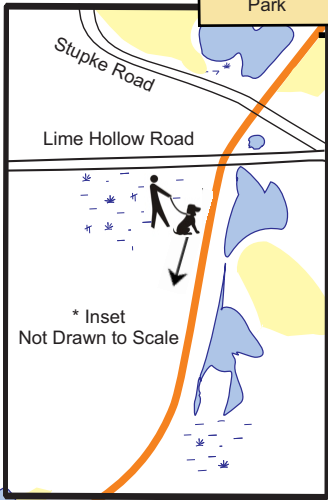 Park
Stupke Road
Lime Hollow Road
* Inset
Not Drawn to Scale